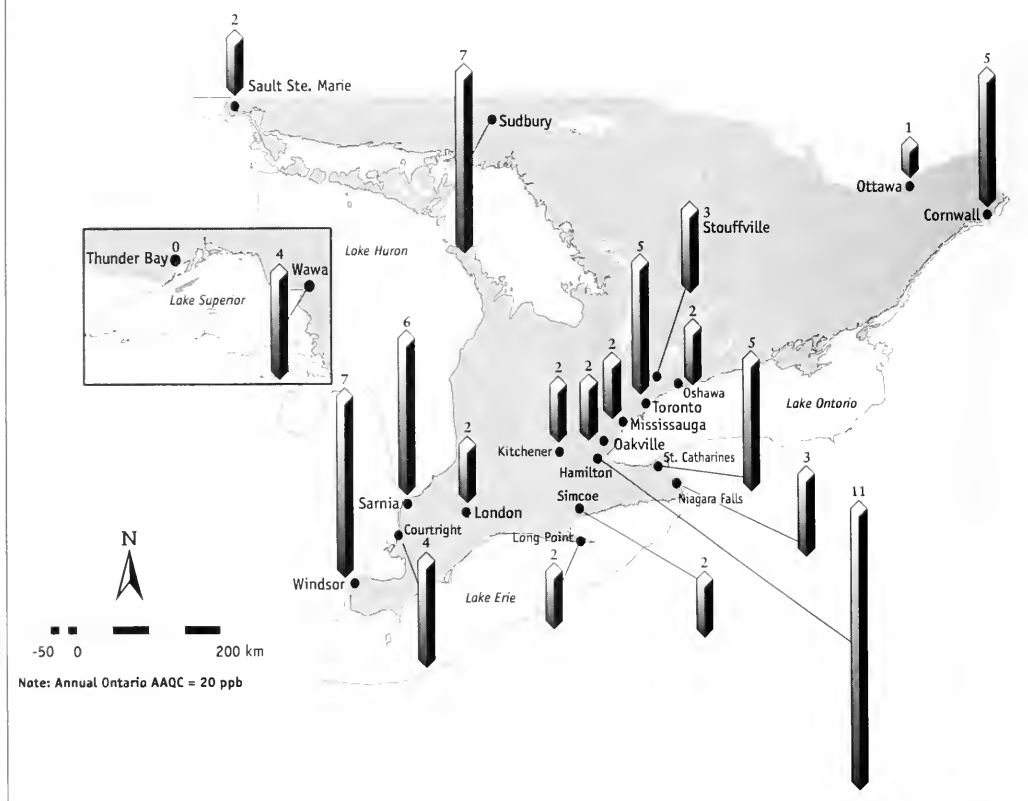 2
Sault Ste. Marie
7
Sudbury
5
1
Ottawa
Cornwall
3
Stouffville
Thunder Bay 0
4
Wawa
Lake Superior
Lake Huron
5
6
2
2
Oshawa
5
Lake Ontario
2
2
Toronto
Mississauga
Oakville
Kitchener
Hamilton
St. Catharines
7
2
3
Niagara Falls
Sarnia
London
Simcoe
11
Courtright
4
Long Point
2
2
Windsor
Lake Erie
N
-50 0 200 km
Note: Annual Ontario AAQC = 20 ppb